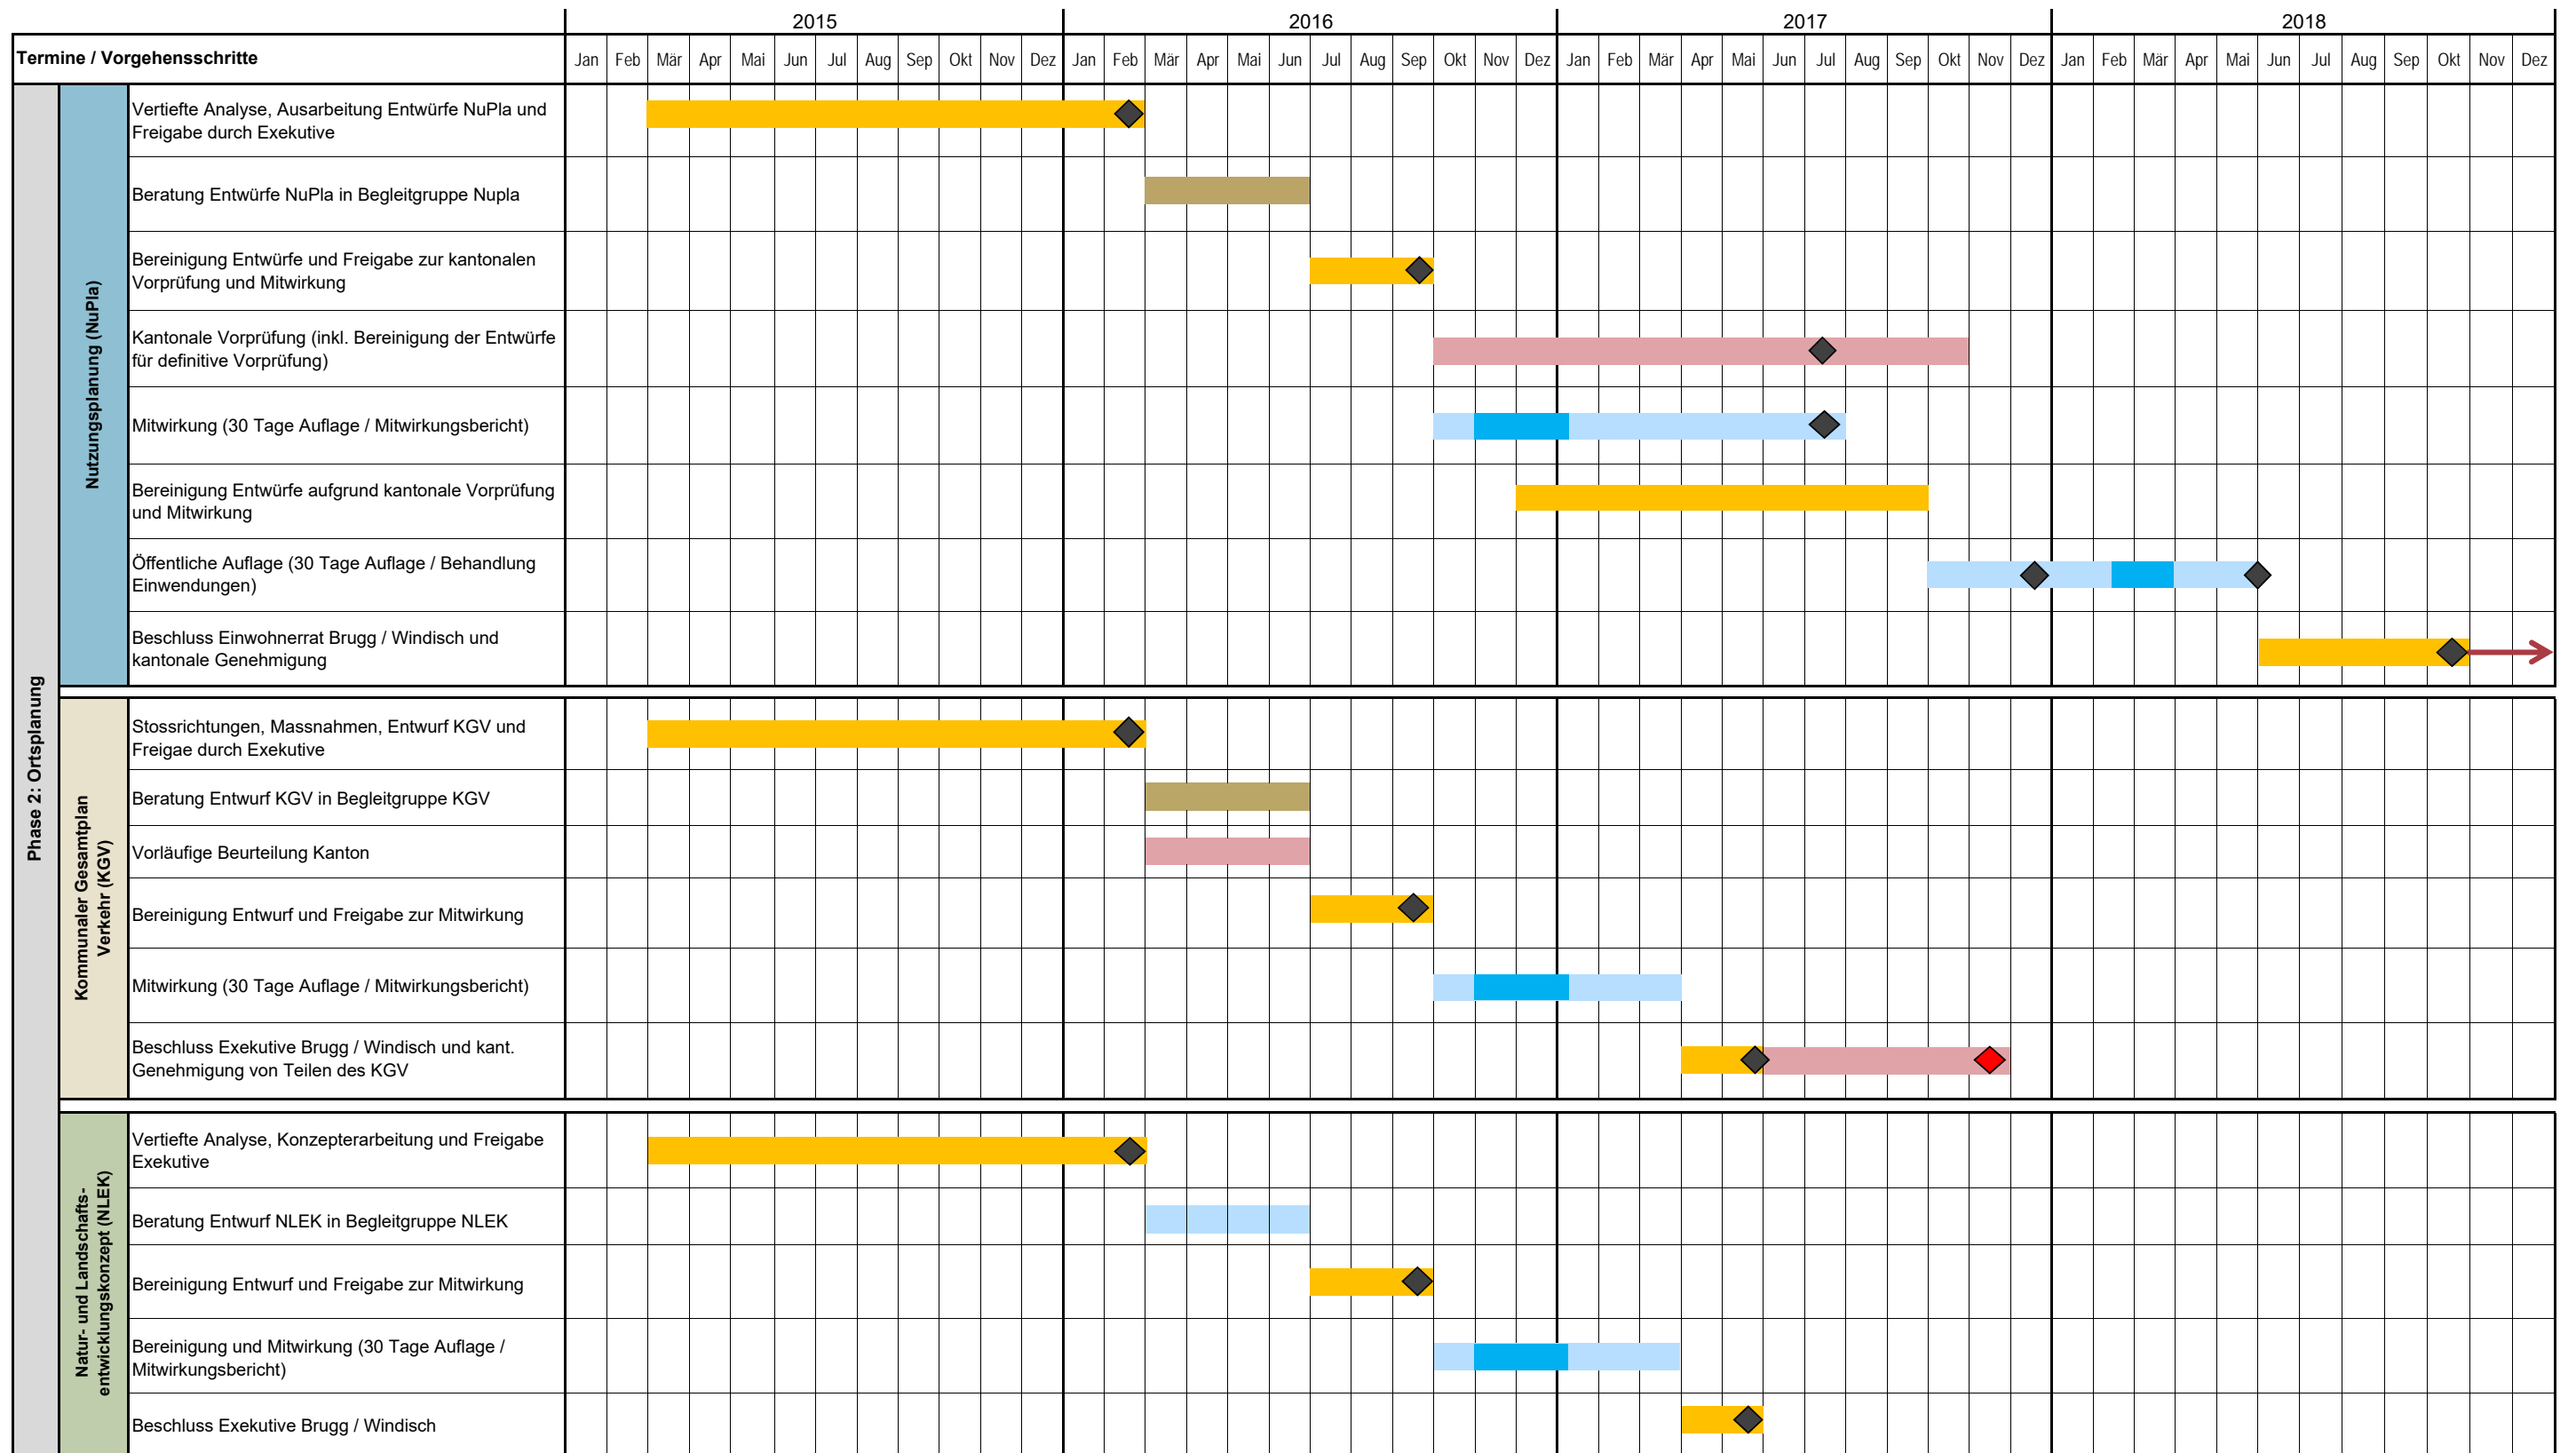 2015 2016 2017 2018
Termine / Vorgehensschritte Jan Feb Mär Apr Mai Jun Jul Aug Sep Okt Nov Dez Jan Feb Mär Apr Mai Jun Jul Aug Sep Okt Nov Dez Jan Feb Mär Apr Mai Jun Jul Aug Sep Okt Nov Dez Jan Feb Mär Apr Mai Jun Jul Aug Sep Okt Nov Dez
Phase 2: Ortsplanung
Nutzungsplanung (NuPla)
Vertiefte Analyse, Ausarbeitung Entwürfe NuPla und
Freigabe durch Exekutive
Beratung Entwürfe NuPla in Begleitgruppe Nupla
Bereinigung Entwürfe und Freigabe zur kantonalen
Vorprüfung und Mitwirkung
Kantonale Vorprüfung (inkl. Bereinigung der Entwürfe
für definitive Vorprüfung)
Mitwirkung (30 Tage Auflage / Mitwirkungsbericht)
Bereinigung Entwürfe aufgrund kantonale Vorprüfung
und Mitwirkung
Öffentliche Auflage (30 Tage Auflage / Behandlung
Einwendungen)
Beschluss Einwohnerrat Brugg / Windisch und
kantonale Genehmigung
Kommunaler Gesamtplan
Verkehr (KGV)
Stossrichtungen, Massnahmen, Entwurf KGV und
Freigae durch Exekutive
Beratung Entwurf KGV in Begleitgruppe KGV
Vorläufige Beurteilung Kanton
Bereinigung Entwurf und Freigabe zur Mitwirkung
Mitwirkung (30 Tage Auflage / Mitwirkungsbericht)
Beschluss Exekutive Brugg / Windisch und kant.
Genehmigung von Teilen des KGV
Natur- und Landschafts-
entwicklungskonzept (NLEK)
Vertiefte Analyse, Konzepterarbeitung und Freigabe
Exekutive
Beratung Entwurf NLEK in Begleitgruppe NLEK
Bereinigung Entwurf und Freigabe zur Mitwirkung
Bereinigung und Mitwirkung (30 Tage Auflage /
Mitwirkungsbericht)
Beschluss Exekutive Brugg / Windisch